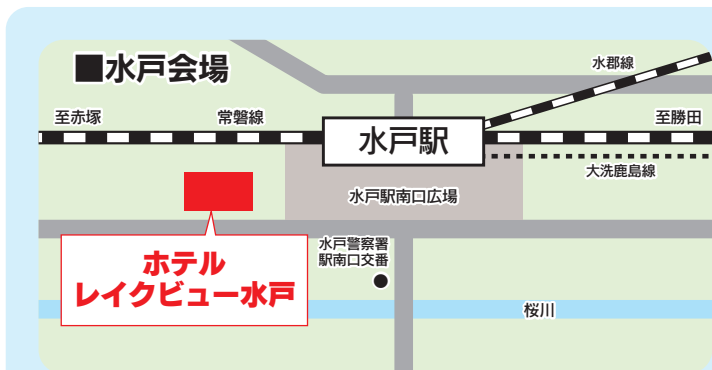 ■水戸会場
水郡線
至赤塚
常磐線
至勝田
水戸駅
大洗鹿島線
水戸駅南口広場
水戸警察署
駅南口交番
ホテル
レイクビュー水戸
桜川